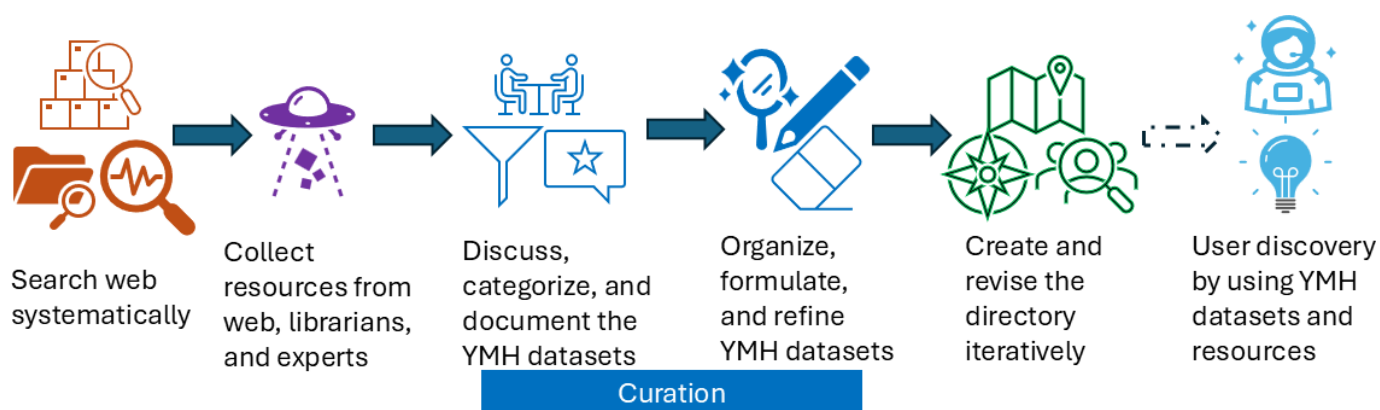 Search web
systematically
Collect
resources from
web, librarians,
and experts
Discuss,
categorize, and
document the
YMH datasets
Organize,
formulate,
and refine
YMH datasets
Create and
revise the
directory
iteratively
User discovery
by using YMH
datasets and
resources
Curation